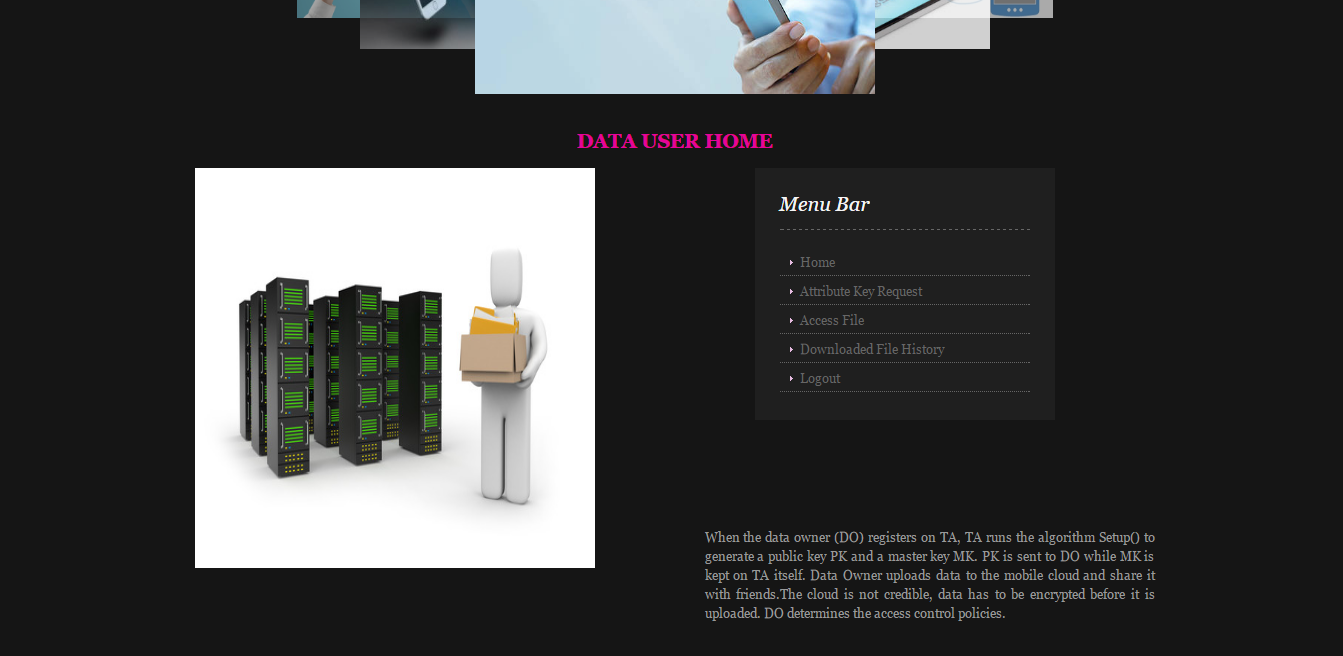 DATA USER HOME
Menu Bar
Home
Attribute Key Request
Access File
Downloaded File History
Logout
When the data owner (DO) registers on TA, TA runs the algorithm Setup() to
generate a public key PK and a master key MK. PK is sent to DO while MK is
kept on TA itself. Data Owner uploads data to the mobile cloud and share it
with friends.The cloud is not credible, data has to be encrypted before it is
uploaded. DO determines the access control policies.